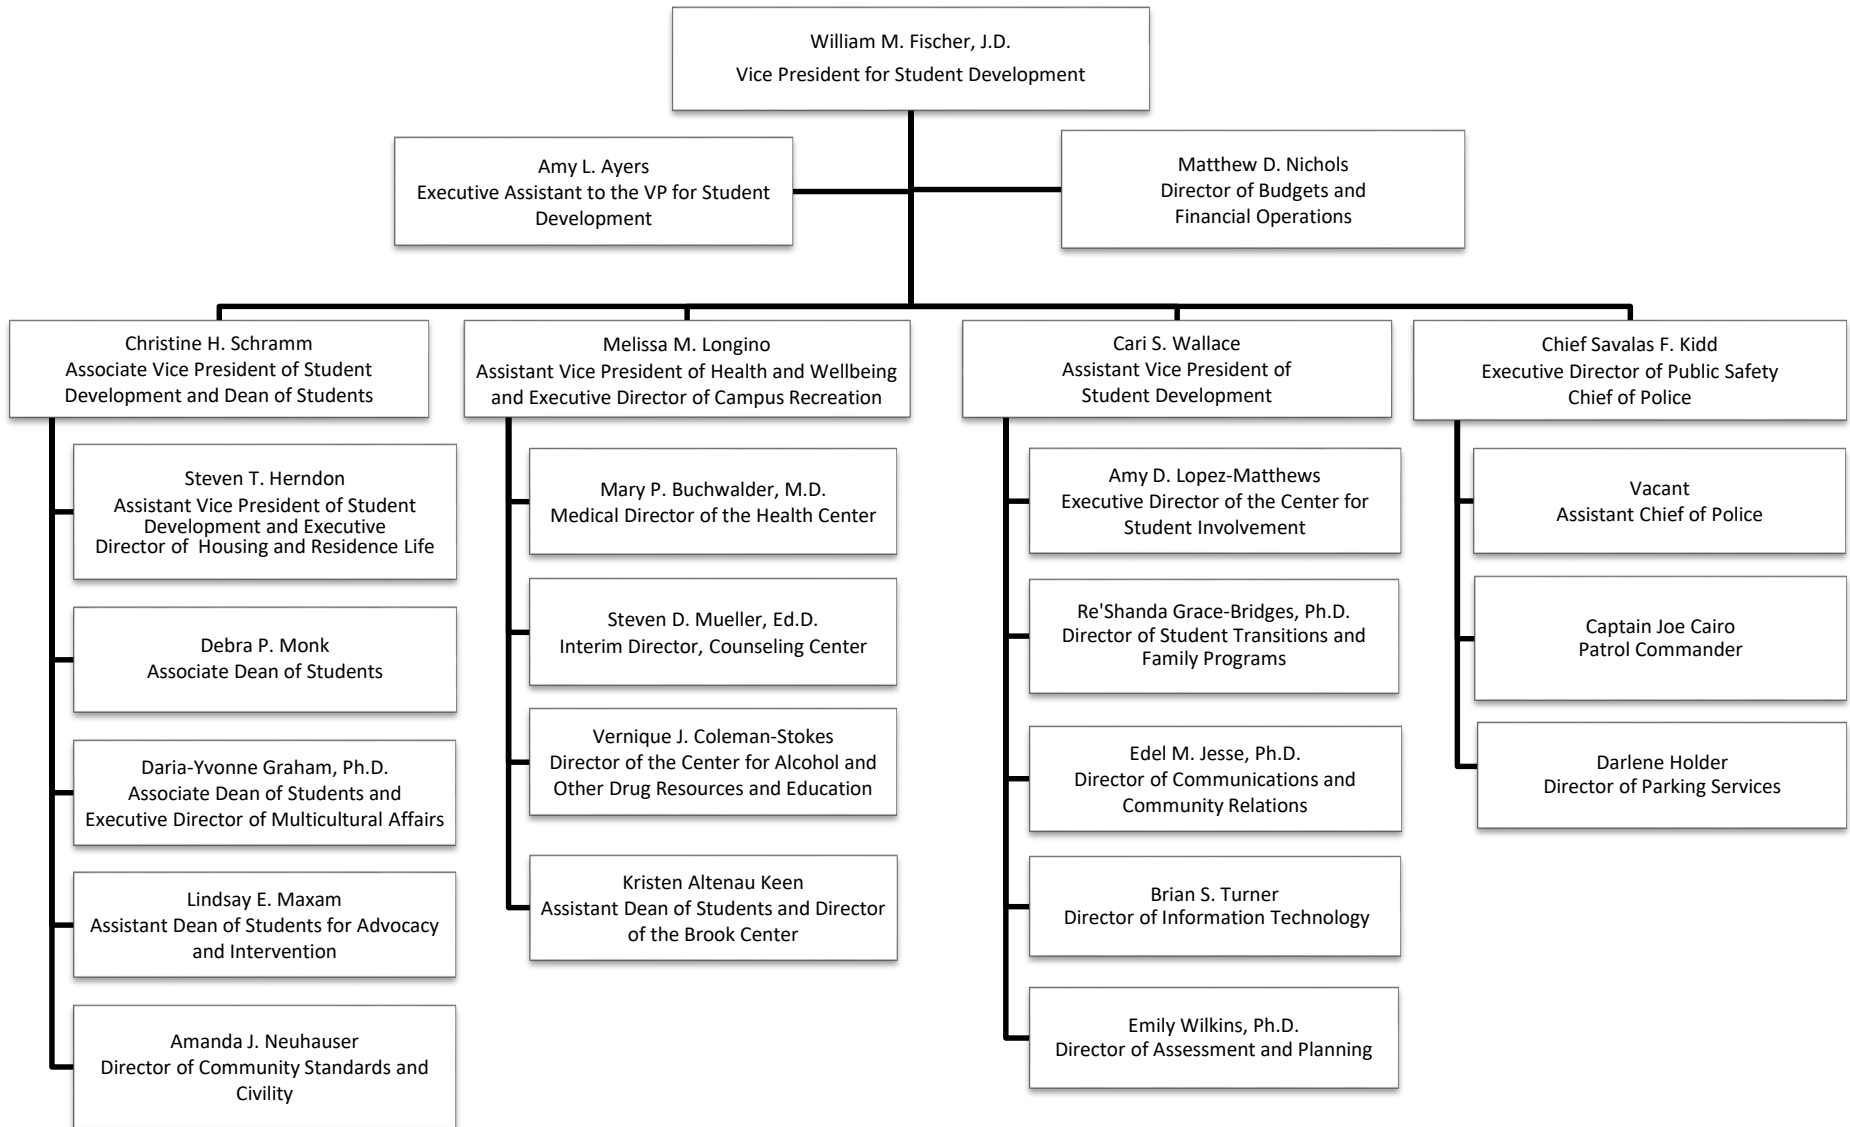 William M. Fischer, J.D.
Vice President for Student Development
Amy L. Ayers
Executive Assistant to the VP for Student
Development
Matthew D. Nichols
Director of Budgets and
Financial Operations
Christine H. Schramm
Associate Vice President of Student
Development and Dean of Students
Steven T. Herndon
Assistant Vice President of Student
Development and Executive
Director of Housing and Residence Life
Debra P. Monk
Associate Dean of Students
Daria-Yvonne Graham, Ph.D.
Associate Dean of Students and
Executive Director of Multicultural Affairs
Lindsay E. Maxam
Assistant Dean of Students for Advocacy
and Intervention
Amanda J. Neuhauser
Director of Community Standards and
Civility
Melissa M. Longino
Assistant Vice President of Health and Wellbeing
and Executive Director of Campus Recreation
Mary P. Buchwalder, M.D.
Medical Director of the Health Center
Steven D. Mueller, Ed.D.
Interim Director, Counseling Center
Vernique J. Coleman-Stokes
Director of the Center for Alcohol and
Other Drug Resources and Education
Kristen Altenau Keen
Assistant Dean of Students and Director
of the Brook Center
Cari S. Wallace
Assistant Vice President of
Student Development
Amy D. Lopez-Matthews
Executive Director of the Center for
Student Involvement
Re'Shanda Grace-Bridges, Ph.D.
Director of Student Transitions and
Family Programs
Edel M. Jesse, Ph.D.
Director of Communications and
Community Relations
Brian S. Turner
Director of Information Technology
Emily Wilkins, Ph.D.
Director of Assessment and Planning
Chief Savalas F. Kidd
Executive Director of Public Safety
Chief of Police
Vacant
Assistant Chief of Police
Captain Joe Cairo
Patrol Commander
Darlene Holder
Director of Parking Services